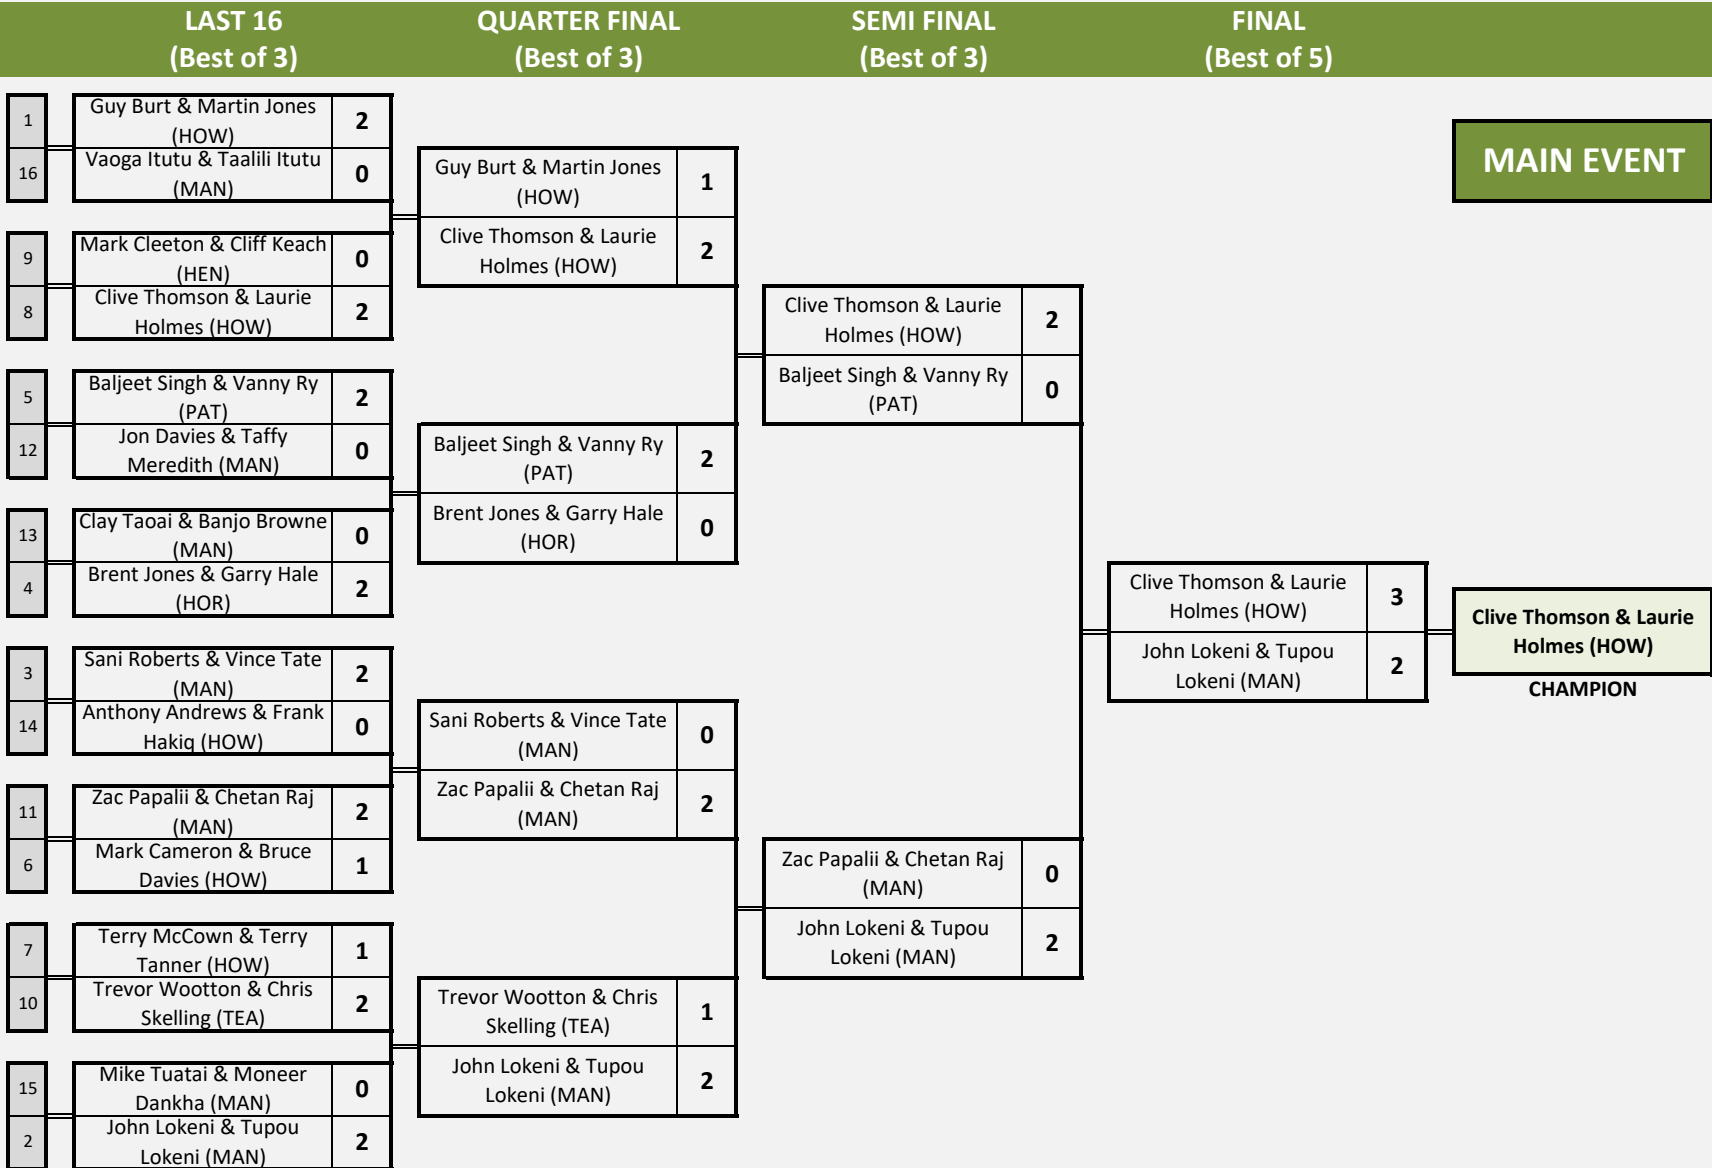 LAST 16
(Best of 3)
QUARTER FINAL
(Best of 3)
SEMI FINAL
(Best of 3)
FINAL
(Best of 5)
MAIN EVENT
1
Guy Burt & Martin Jones
(HOW)
2
16
Vaoga Itutu & Taalili Itutu
(MAN)
0
9
Mark Cleeton & Cliff Keach
(HEN)
0
8
Clive Thomson & Laurie
Holmes (HOW)
2
5
Baljeet Singh & Vanny Ry
(PAT)
2
12
Jon Davies & Taffy
Meredith (MAN)
0
13
Clay Taoai & Banjo Browne
(MAN)
0
4
Brent Jones & Garry Hale
(HOR)
2
3
Sani Roberts & Vince Tate
(MAN)
2
14
Anthony Andrews & Frank
Hakiq (HOW)
0
11
Zac Papalii & Chetan Raj
(MAN)
2
6
Mark Cameron & Bruce
Davies (HOW)
1
7
Terry McCown & Terry
Tanner (HOW)
1
10
Trevor Wootton & Chris
Skelling (TEA)
2
15
Mike Tuatai & Moneer
Dankha (MAN)
0
2
John Lokeni & Tupou
Lokeni (MAN)
2
Guy Burt & Martin Jones
(HOW)
1
Clive Thomson & Laurie
Holmes (HOW)
2
Baljeet Singh & Vanny Ry
(PAT)
2
Brent Jones & Garry Hale
(HOR)
0
Sani Roberts & Vince Tate
(MAN)
0
Zac Papalii & Chetan Raj
(MAN)
2
Trevor Wootton & Chris
Skelling (TEA)
1
John Lokeni & Tupou
Lokeni (MAN)
2
Clive Thomson & Laurie
Holmes (HOW)
2
Baljeet Singh & Vanny Ry
(PAT)
0
Zac Papalii & Chetan Raj
(MAN)
0
John Lokeni & Tupou
Lokeni (MAN)
2
Clive Thomson & Laurie
Holmes (HOW)
3
John Lokeni & Tupou
Lokeni (MAN)
2
Clive Thomson & Laurie
Holmes (HOW)
CHAMPION